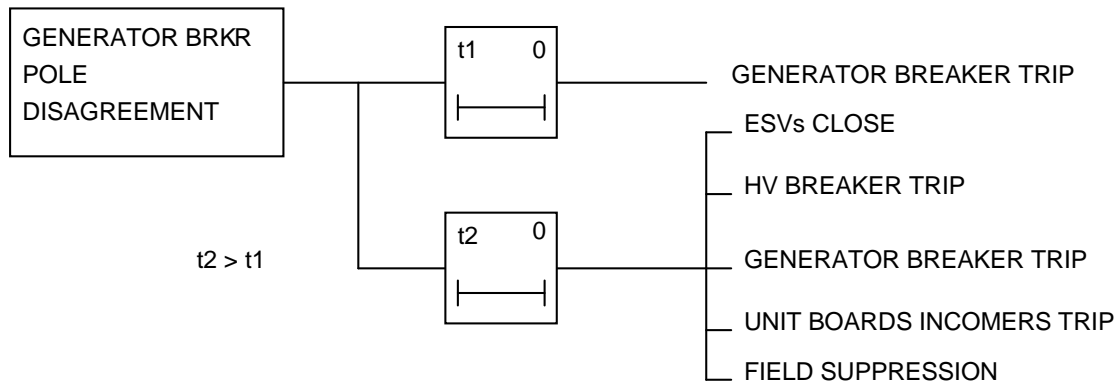 GENERATOR BRKR
POLE
DISAGREEMENT
t1 0
GENERATOR BREAKER TRIP
ESVs CLOSE
HV BREAKER TRIP
t2 > t1
t2 0
GENERATOR BREAKER TRIP
UNIT BOARDS INCOMERS TRIP
FIELD SUPPRESSION